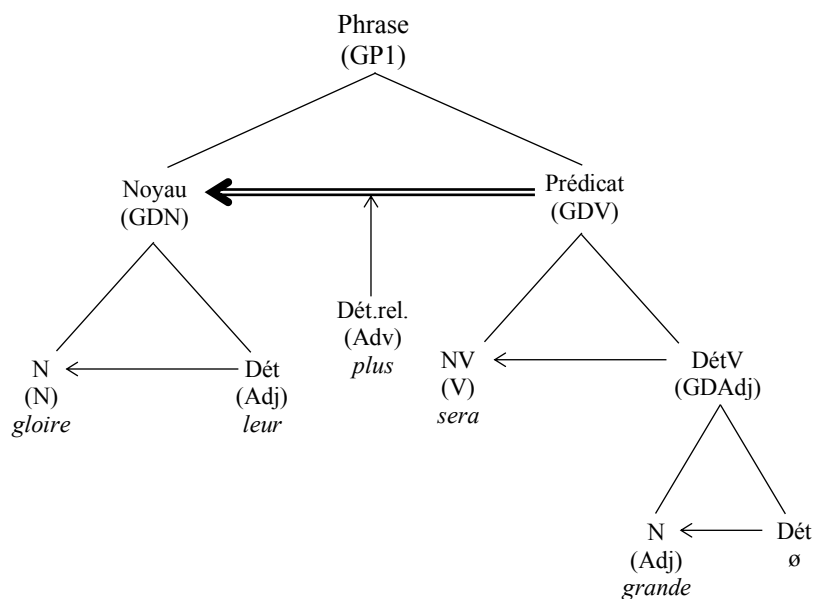 Phrase
(GP1)
Noyau
(GDN)
Prédicat
(GDV)
Dét.rel.
(Adv)
plus
N
(N)
gloire
Dét
(Adj)
leur
NV
(V)
sera
DétV
(GDAdj)
N
(Adj)
grande
Dét
ø